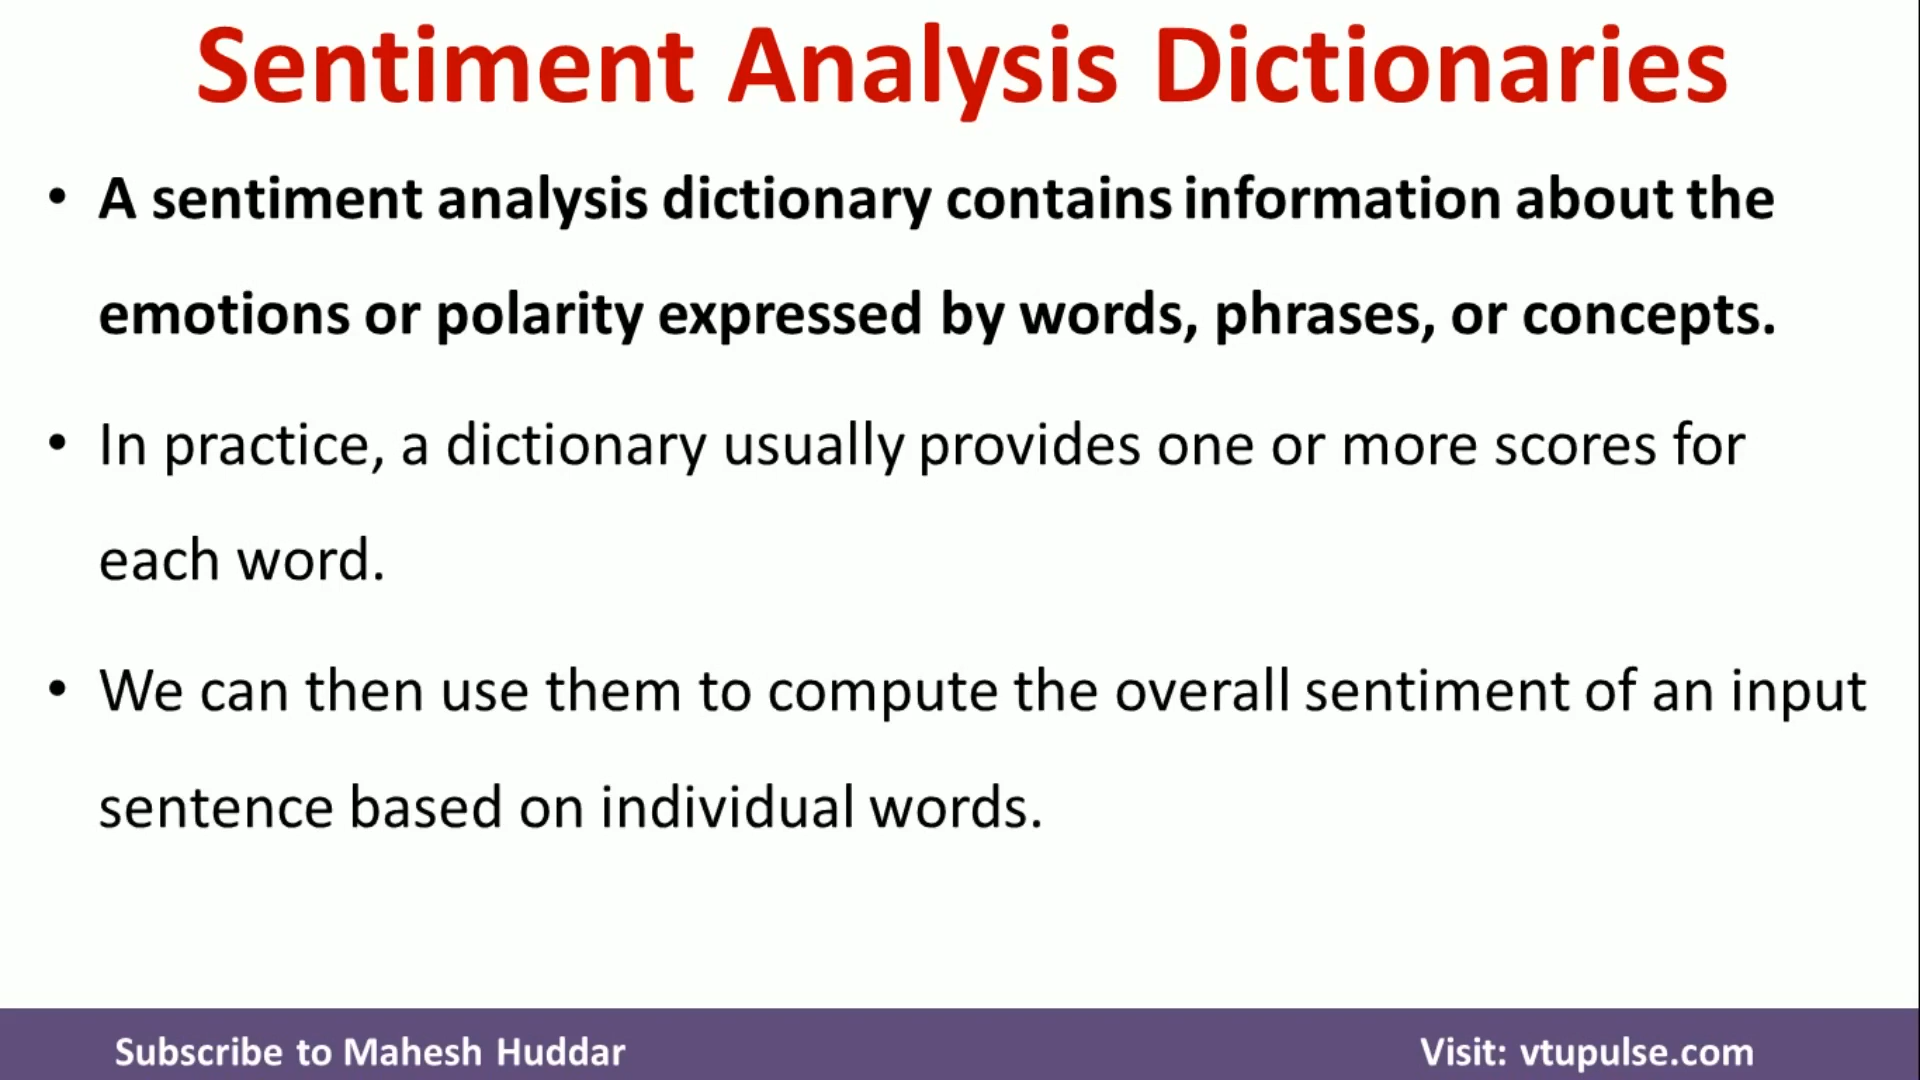 Sentiment Analysis Dictionaries
• A sentiment analysis dictionary contains information about the
emotions or polarity expressed by words, phrases, or concepts.
• In practice, a dictionary usually provides one or more scores for
each word.
• We can then use them to compute the overall sentiment of an input
sentence based on individual words.
Subscribe to Mahesh Huddar
Visit: vtupulse.com